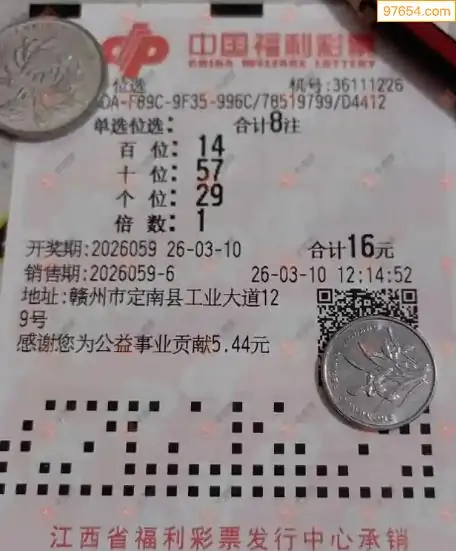 97654.com
中国福利彩票
CHINA WELFARE LOTTERY
位选 机号:36111226
DA-F89C-9F35-996C/78519799/D4412
单选位选: 合计8注
百 位: 14
十 位: 57
个 位: 29
倍 数: 1
开奖期:2026059 26-03-10 合计16元
销售期:2026059-6 26-03-10 12:14:52
地址:赣州市定南县工业大道12
9号
感谢您为公益事业贡献5.44元
江西省福利彩票发行中心承销